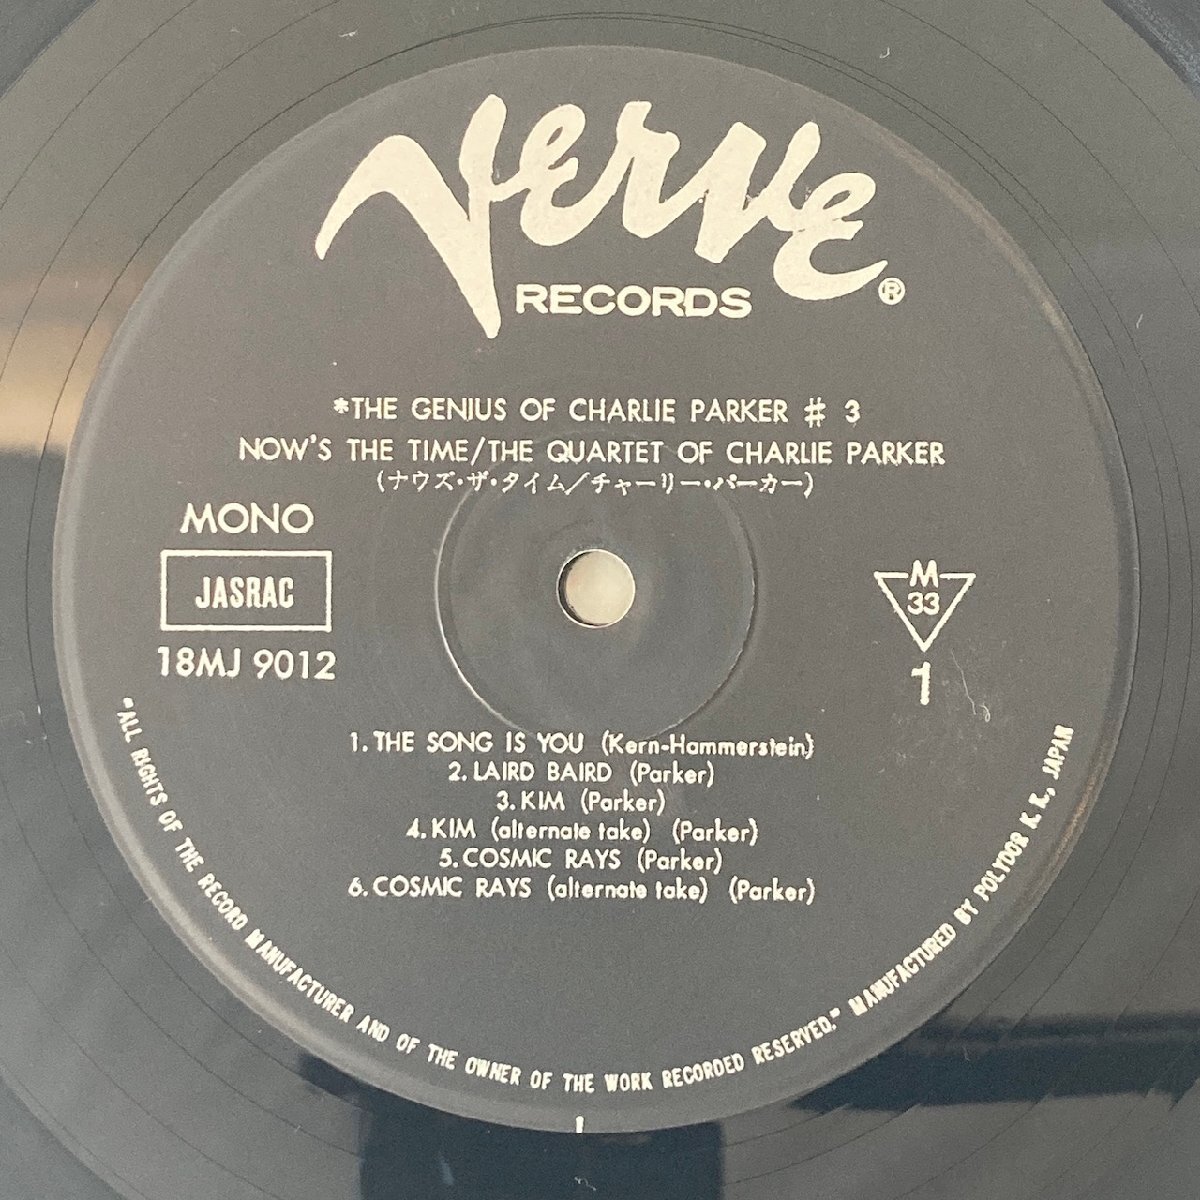 Verve
RECORDS ®
*THE GENIUS OF CHARLIE PARKER # 3
NOW'S THE TIME/THE QUARTET OF CHARLIE PARKER
(ナウズ・ザ・タイム/チャーリー・パーカー)
MONO
JASRAC
18MJ 9012
M
33
1
1. THE SONG IS YOU (Kern-Hammerstein)
2. LAIRD BAIRD (Parker)
3. KIM (Parker)
4. KIM (alternate take) (Parker)
5. COSMIC RAYS (Parker)
6. COSMIC RAYS (alternate take) (Parker)
"ALL RIGHTS OF THE RECORD MANUFACTURER AND OF THE OWNER OF THE WORK RECORDED RESERVED." MANUFACTURED BY POLYDOR K.K., JAPAN